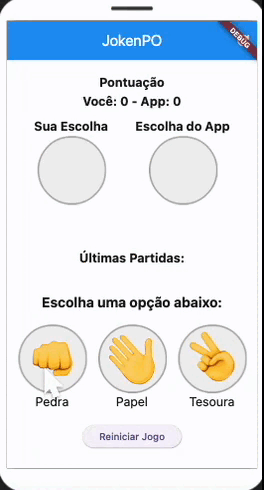 DEBUG
JokenPO
Pontuação
Você: 0 - App: 0
Sua Escolha Escolha do App
Últimas Partidas:
Escolha uma opção abaixo:
Pedra Papel Tesoura
Reiniciar Jogo